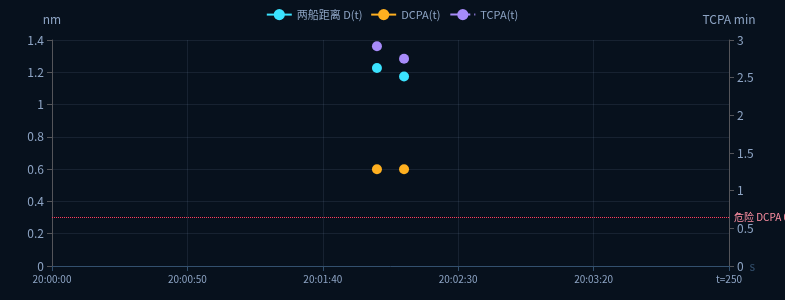 两船距离 D(t) DCPA(t) TCPA(t)
nm TCPA min
1.4 3
1.2 2.5
1 2
0.8 1.5
0.6 1
0.4 危险 DCPA
0.2 0.5
0 0 s
20:00:00 20:00:50 20:01:40 20:02:30 20:03:20 t=250